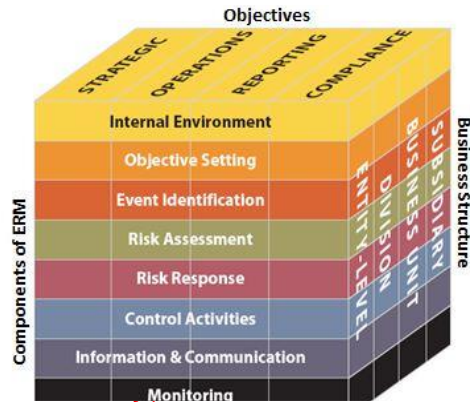 Objectives
STRATEGIC
OPERATIONS
REPORTING
COMPLIANCE
Internal Environment
Objective Setting
Event Identification
Risk Assessment
Risk Response
Control Activities
Information & Communication
Monitoring
ENTITY-LEVEL
DIVISION
BUSINESS UNIT
SUBSIDIARY
Components of ERM
Business Structure